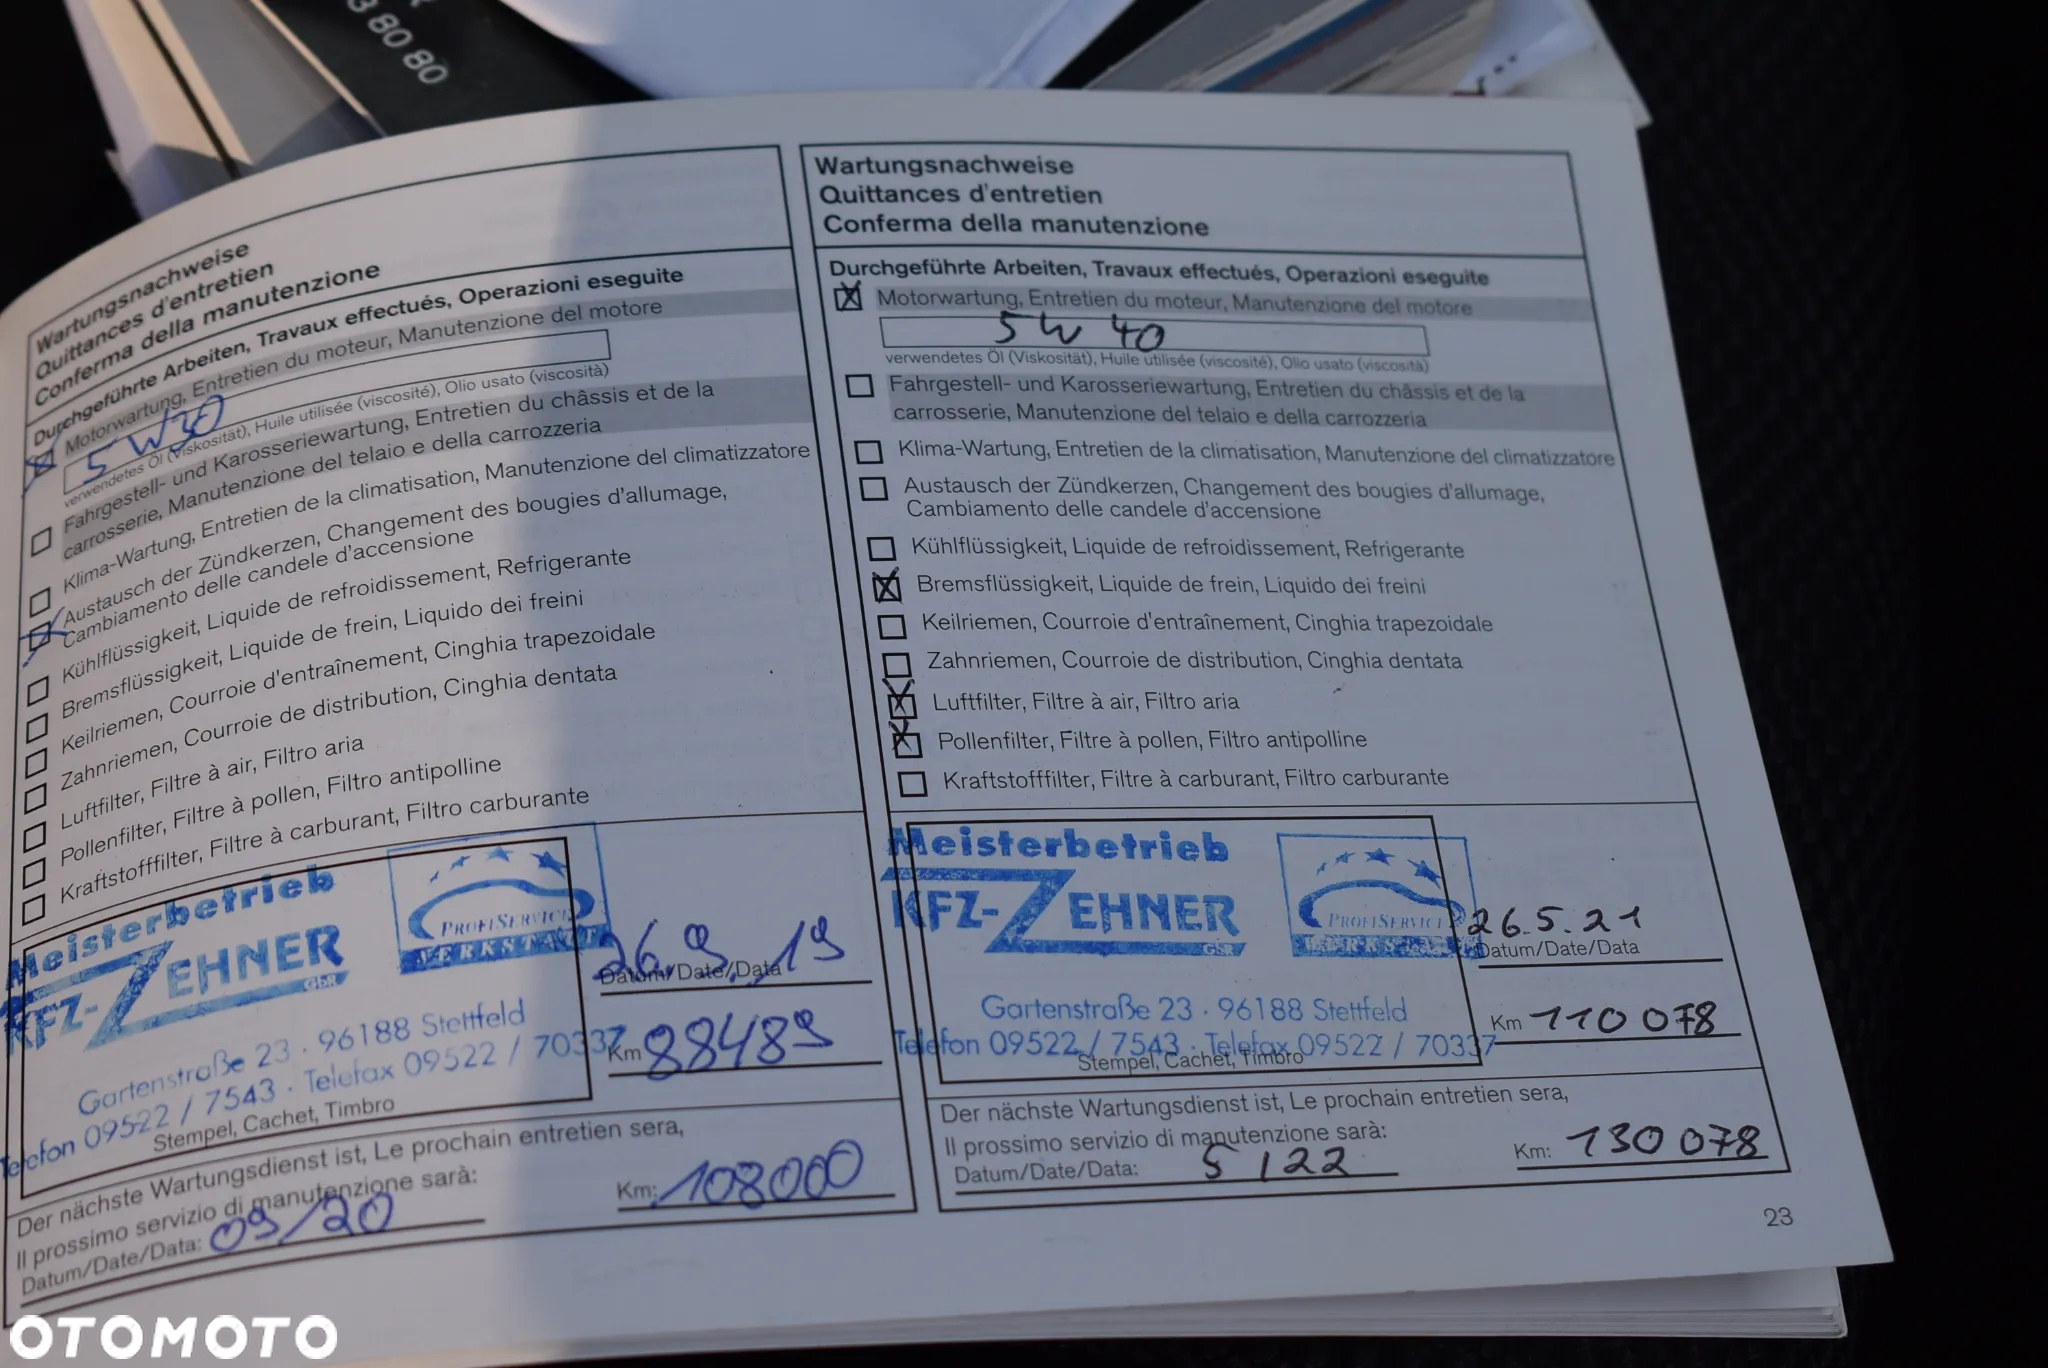 3 80 80
Wartungsnachweise
Quittances d'entretien
Conferma della manutenzione
Durchgeführte Arbeiten, Travaux effectués, Operazioni eseguite
Motorwartung, Entretien du moteur, Manutenzione del motore
5W30
verwendetes Öl (Viskosität), Huile utilisée (viscosité), Olio usato (viscosità)
Fahrgestell- und Karosseriewartung, Entretien du châssis et de la
carrosserie, Manutenzione del telaio e della carrozzeria
Klima-Wartung, Entretien de la climatisation, Manutenzione del climatizzatore
Austausch der Zündkerzen, Changement des bougies d'allumage,
Cambiamento delle candele d'accensione
Kühlflüssigkeit, Liquide de refroidissement, Refrigerante
Bremsflüssigkeit, Liquide de frein, Liquido dei freini
Keilriemen, Courroie d'entraînement, Cinghia trapezoidale
Zahnriemen, Courroie de distribution, Cinghia dentata
Luftfilter, Filtre à air, Filtro aria
Pollenfilter, Filtre à pollen, Filtro antipolline
Kraftstofffilter, Filtre à carburant, Filtro carburante
Meisterbetrieb
KFZ-ZEHNER
GbR
PROFISERVICE
WERKSTATT
Gartenstraße 23 · 96188 Stettfeld
Telefon 09522 / 7543 · Telefax 09522 / 70337
Stempel, Cachet, Timbro
26.9.19
Datum/Date/Data
Km 88489
Der nächste Wartungsdienst ist, Le prochain entretien sera,
Il prossimo servizio di manutenzione sarà:
Datum/Date/Data: 09/20
Km: 108000
Wartungsnachweise
Quittances d'entretien
Conferma della manutenzione
Durchgeführte Arbeiten, Travaux effectués, Operazioni eseguite
Motorwartung, Entretien du moteur, Manutenzione del motore
5W 40
verwendetes Öl (Viskosität), Huile utilisée (viscosité), Olio usato (viscosità)
Fahrgestell- und Karosseriewartung, Entretien du châssis et de la
carrosserie, Manutenzione del telaio e della carrozzeria
Klima-Wartung, Entretien de la climatisation, Manutenzione del climatizzatore
Austausch der Zündkerzen, Changement des bougies d'allumage,
Cambiamento delle candele d'accensione
Kühlflüssigkeit, Liquide de refroidissement, Refrigerante
Bremsflüssigkeit, Liquide de frein, Liquido dei freini
Keilriemen, Courroie d'entraînement, Cinghia trapezoidale
Zahnriemen, Courroie de distribution, Cinghia dentata
Luftfilter, Filtre à air, Filtro aria
Pollenfilter, Filtre à pollen, Filtro antipolline
Kraftstofffilter, Filtre à carburant, Filtro carburante
Meisterbetrieb
KFZ-ZEHNER
GbR
PROFISERVICE
WERKSTATT
Gartenstraße 23 · 96188 Stettfeld
Telefon 09522 / 7543 · Telefax 09522 / 70337
Stempel, Cachet, Timbro
26.5.21
Datum/Date/Data
Km 110 078
Der nächste Wartungsdienst ist, Le prochain entretien sera,
Il prossimo servizio di manutenzione sarà:
Datum/Date/Data: 5 / 22
Km: 130 078
23
OTOMOTO